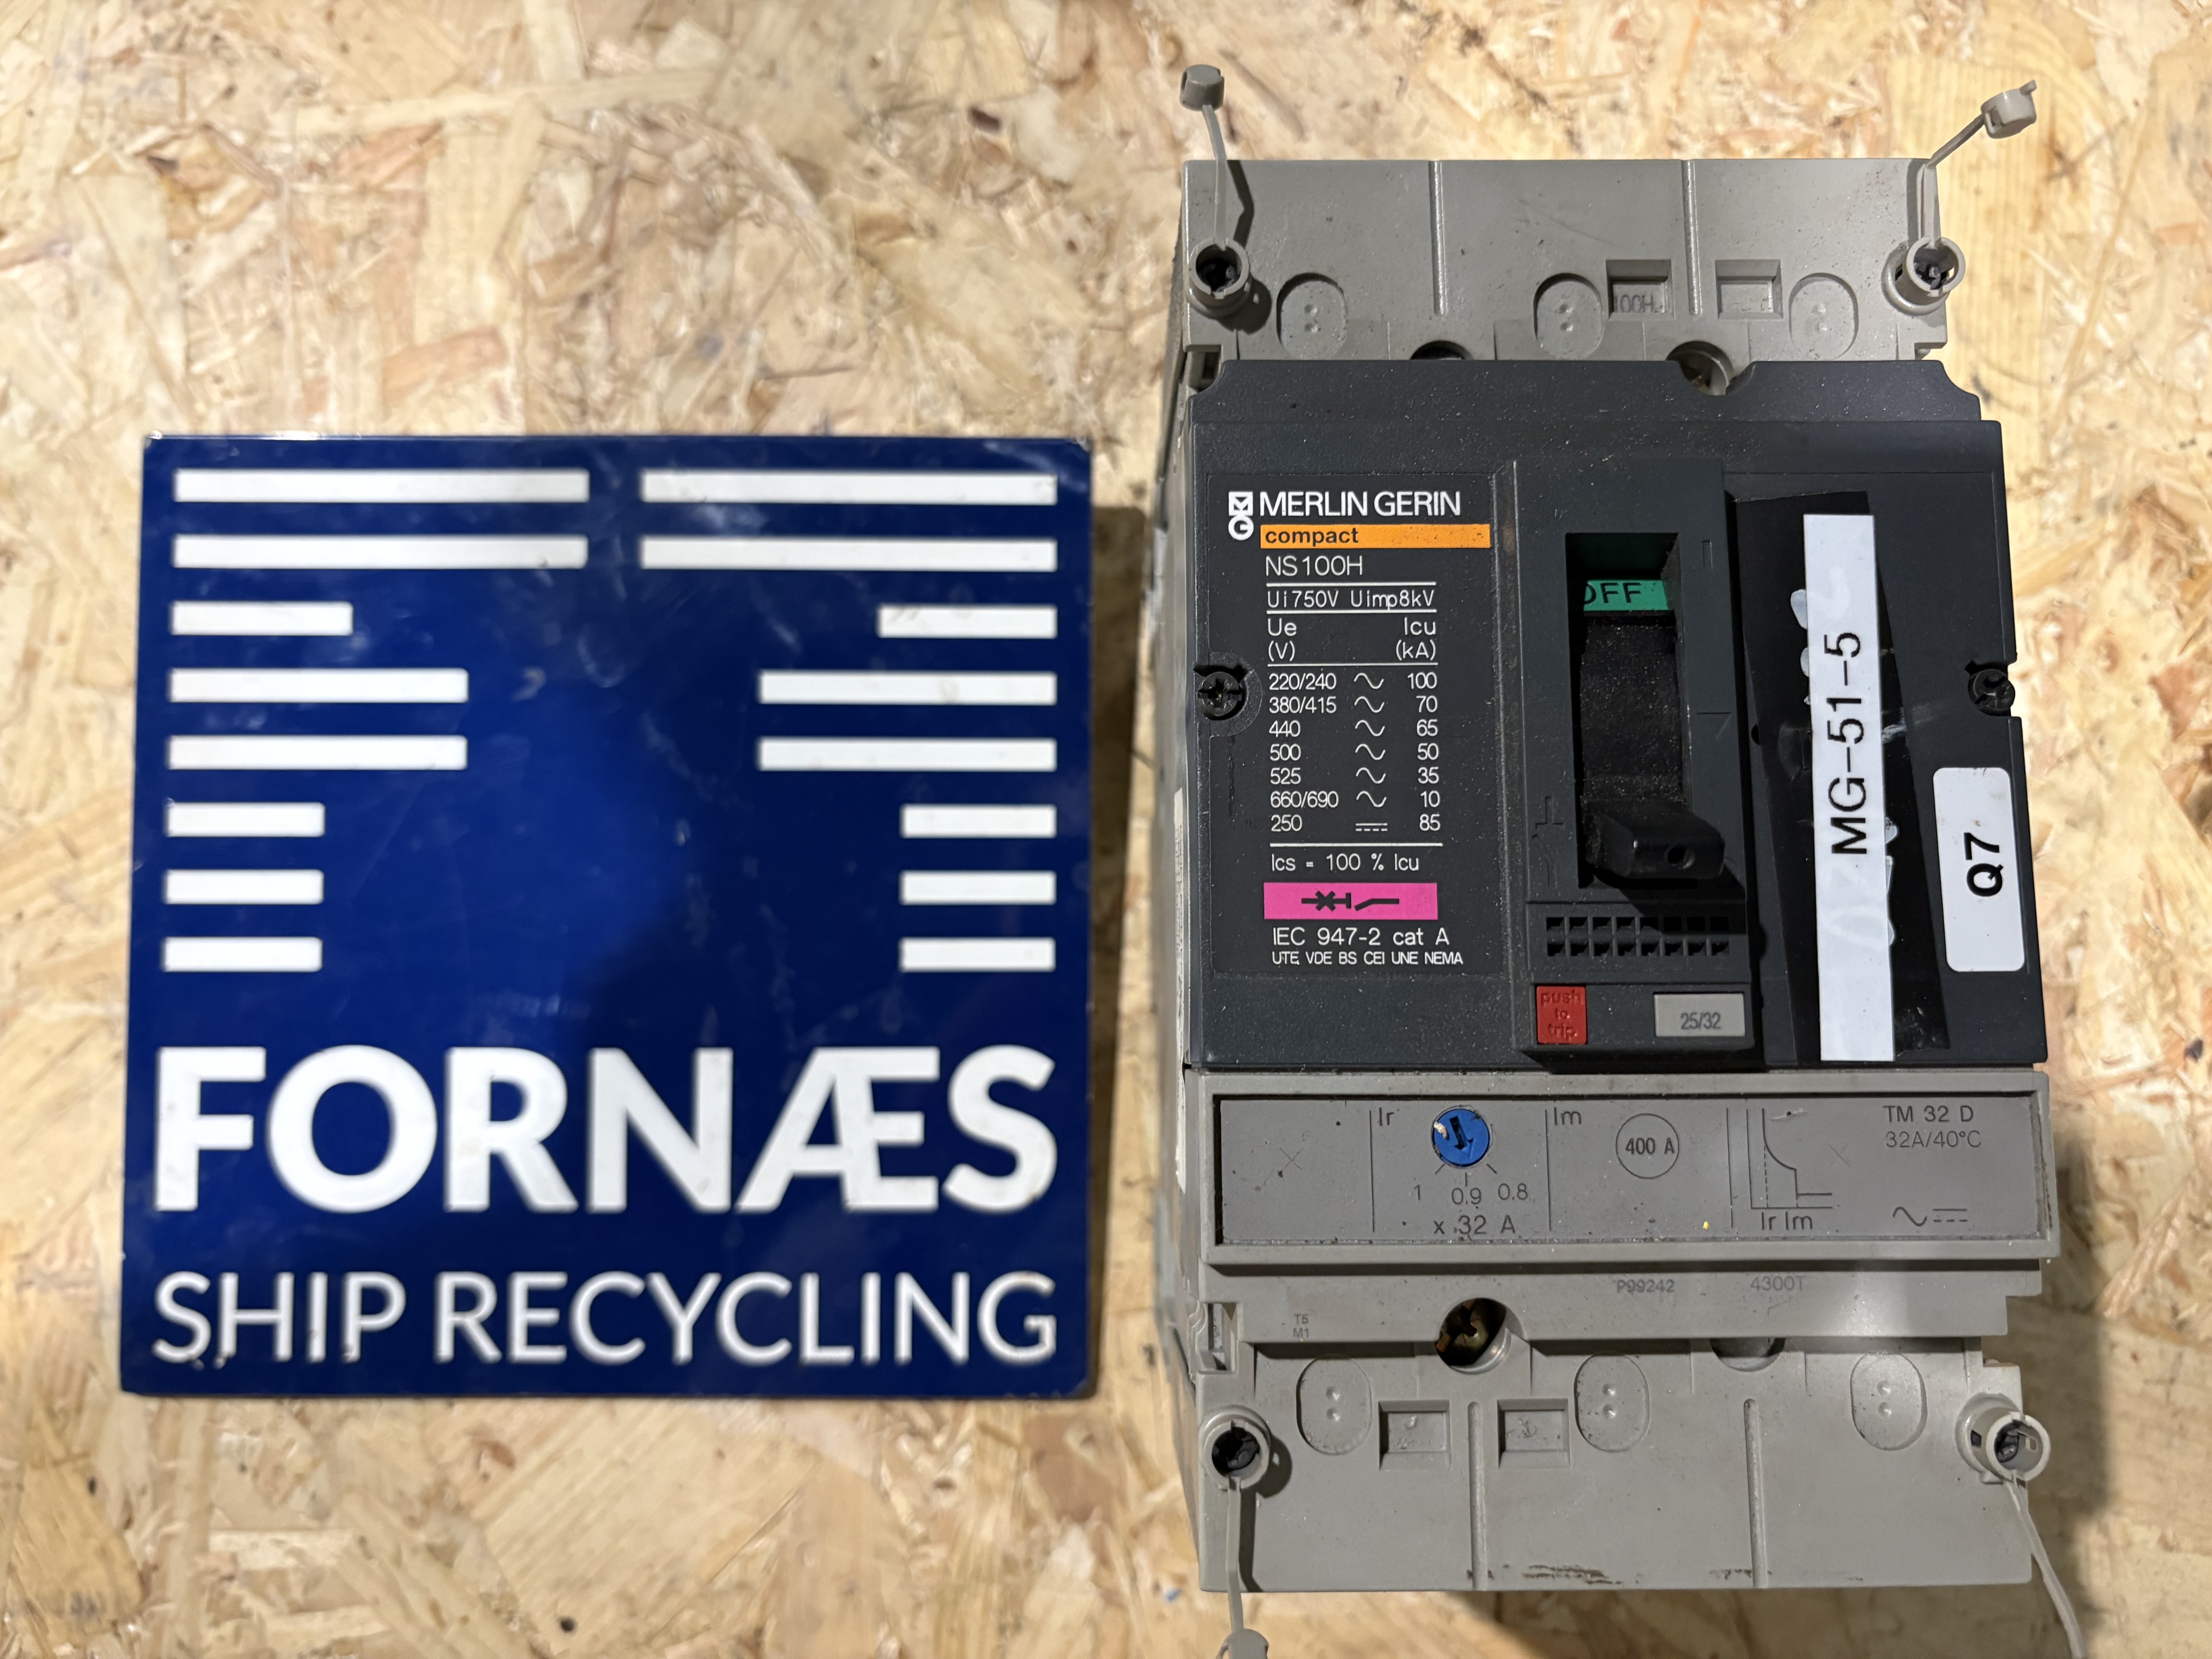 FORNÆS
SHIP RECYCLING
100H
MERLIN GERIN
compact
NS100H
Ui750V Uimp8kV
Ue Icu
(V) (kA)
220/240 100
380/415 70
440 65
500 50
525 35
660/690 10
250 85
Ics = 100 % Icu
IEC 947-2 cat A
UTE VDE BS CEI UNE NEMA
OFF
push
to
trip
25/32
MG-51-5
Q7
Ir
1 0.9 0.8
x 32 A
Im
400 A
Ir Im
TM 32 D
32A/40°C
P99242 4300T
T5
M1